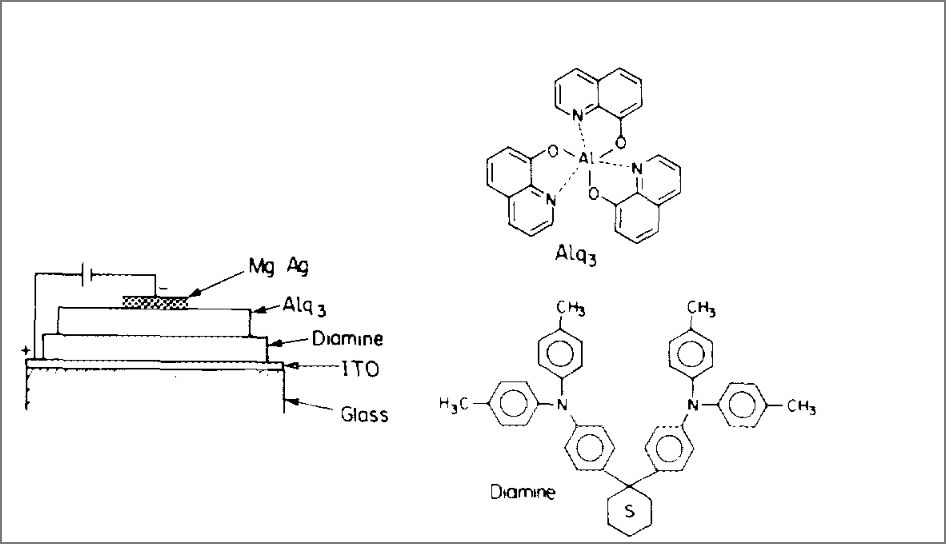 Mg Ag
−
Alq3
Diamine
+
ITO
Glass
N
O
Al
O
N
N
O
Alq3
CH3
CH3
H3C
N
N
CH3
Diamine
S